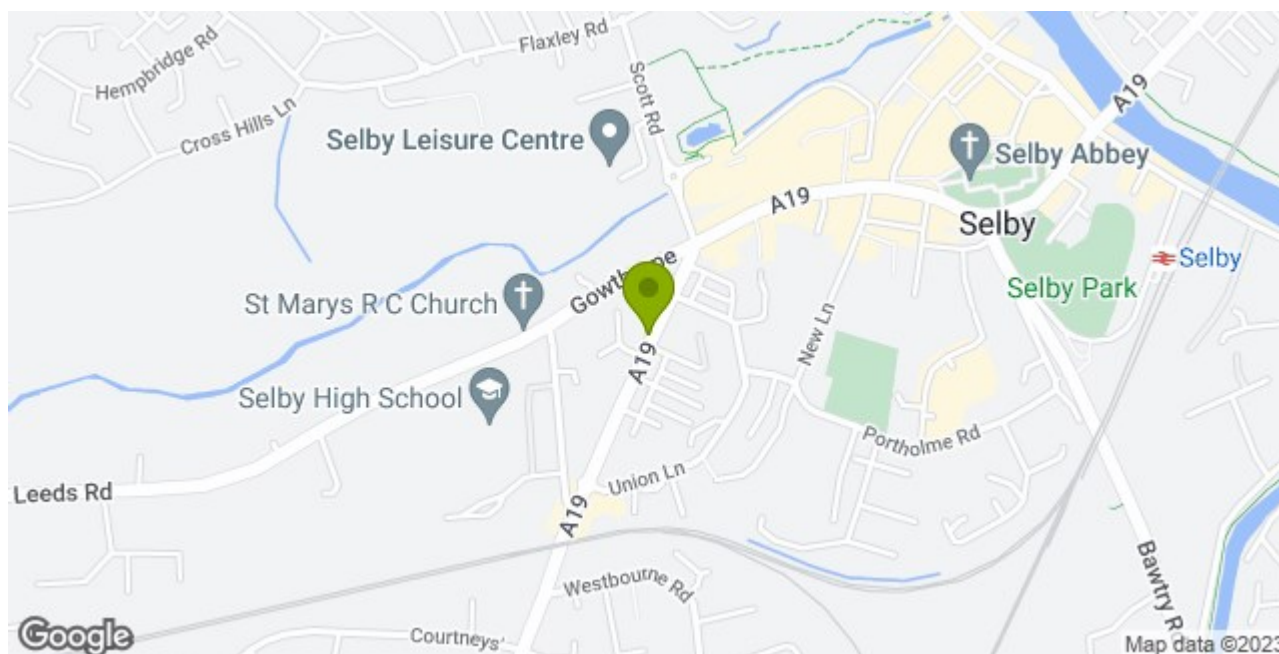 Hempbridge Rd
Flaxley Rd
Scott Rd
Cross Hills Ln
Selby Leisure Centre
A19
Selby Abbey
A19
Selby
Selby
Selby Park
St Marys R C Church
New Ln
A19
Selby High School
Portholme Rd
Leeds Rd
Union Ln
A19
Westbourne Rd
Courtneys
Google
Map data ©2023